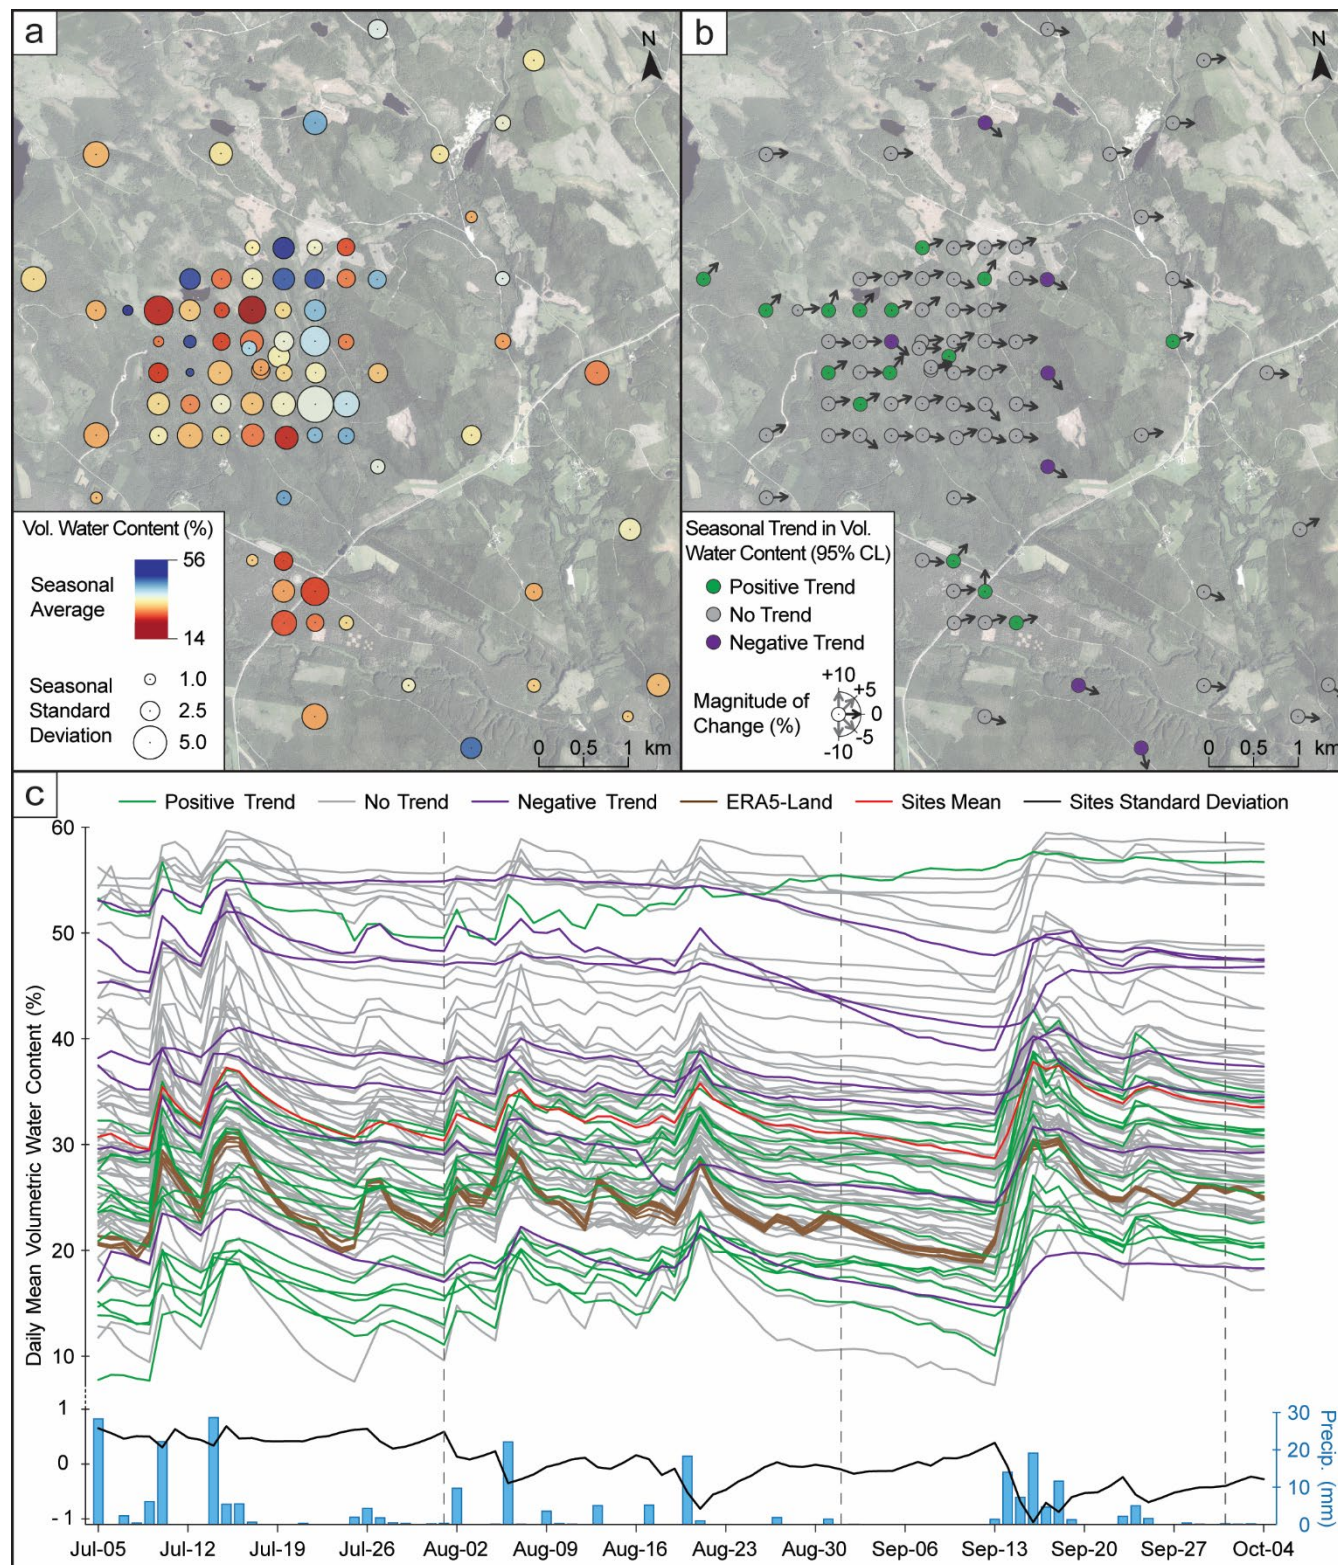 a
N
Vol. Water Content (%)
Seasonal
Average
56
14
Seasonal
Standard
Deviation
1.0
2.5
5.0
0 0.5 1 km
b
N
Seasonal Trend in Vol.
Water Content (95% CL)
Positive Trend
No Trend
Negative Trend
Magnitude of
Change (%)
+10
+5
0
-5
-10
0 0.5 1 km
c
Positive Trend No Trend Negative Trend ERA5-Land Sites Mean Sites Standard Deviation
Daily Mean Volumetric Water Content (%)
60
50
40
30
20
10
1
0
-1
30
20
10
0
Precip. (mm)
Jul-05 Jul-12 Jul-19 Jul-26 Aug-02 Aug-09 Aug-16 Aug-23 Aug-30 Sep-06 Sep-13 Sep-20 Sep-27 Oct-04